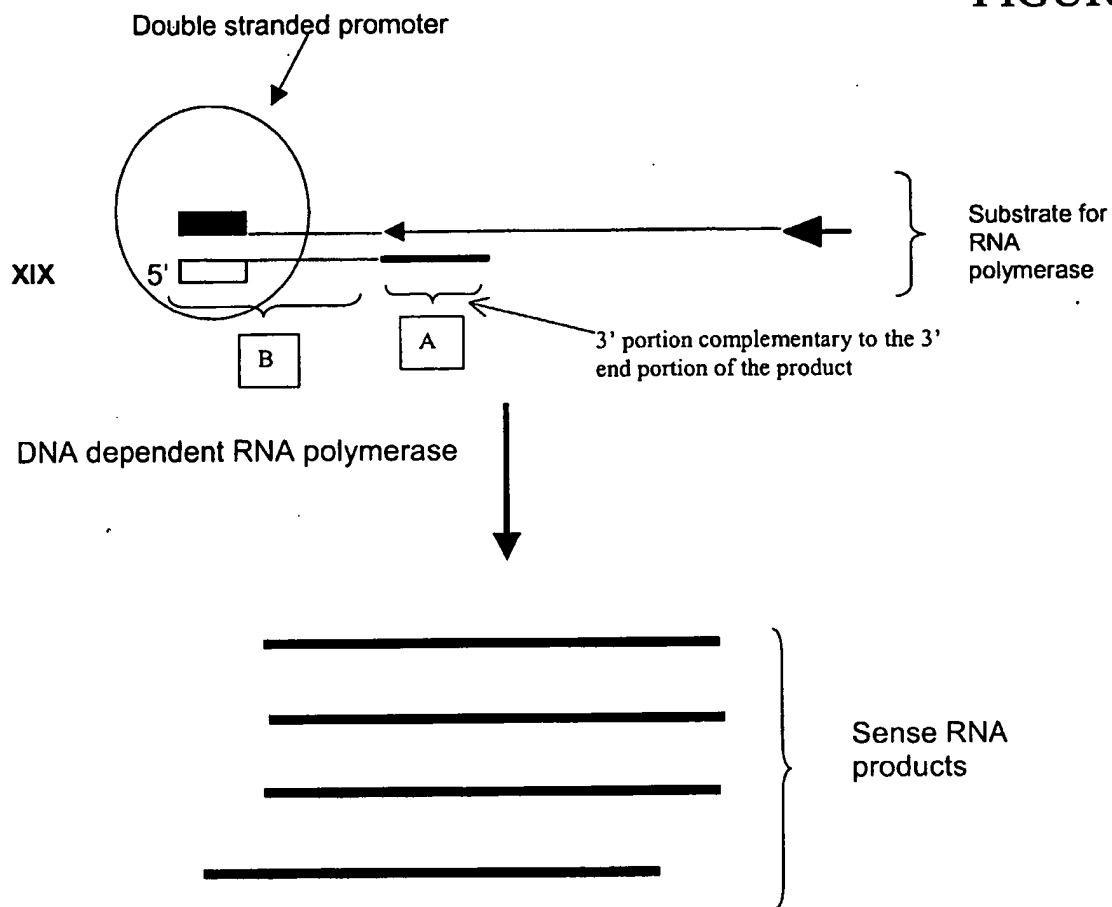 Double stranded promoter
Substrate for
RNA
polymerase
XIX
5'
A
B
3' portion complementary to the 3'
end portion of the product
DNA dependent RNA polymerase
Sense RNA
products